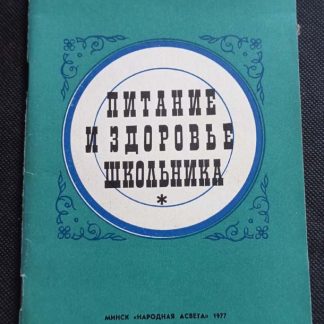 ПИТАНИЕ
И ЗДОРОВЬЕ
ШКОЛЬНИКА
*
МИНСК «НАРОДНАЯ АСВЕТА» 1977